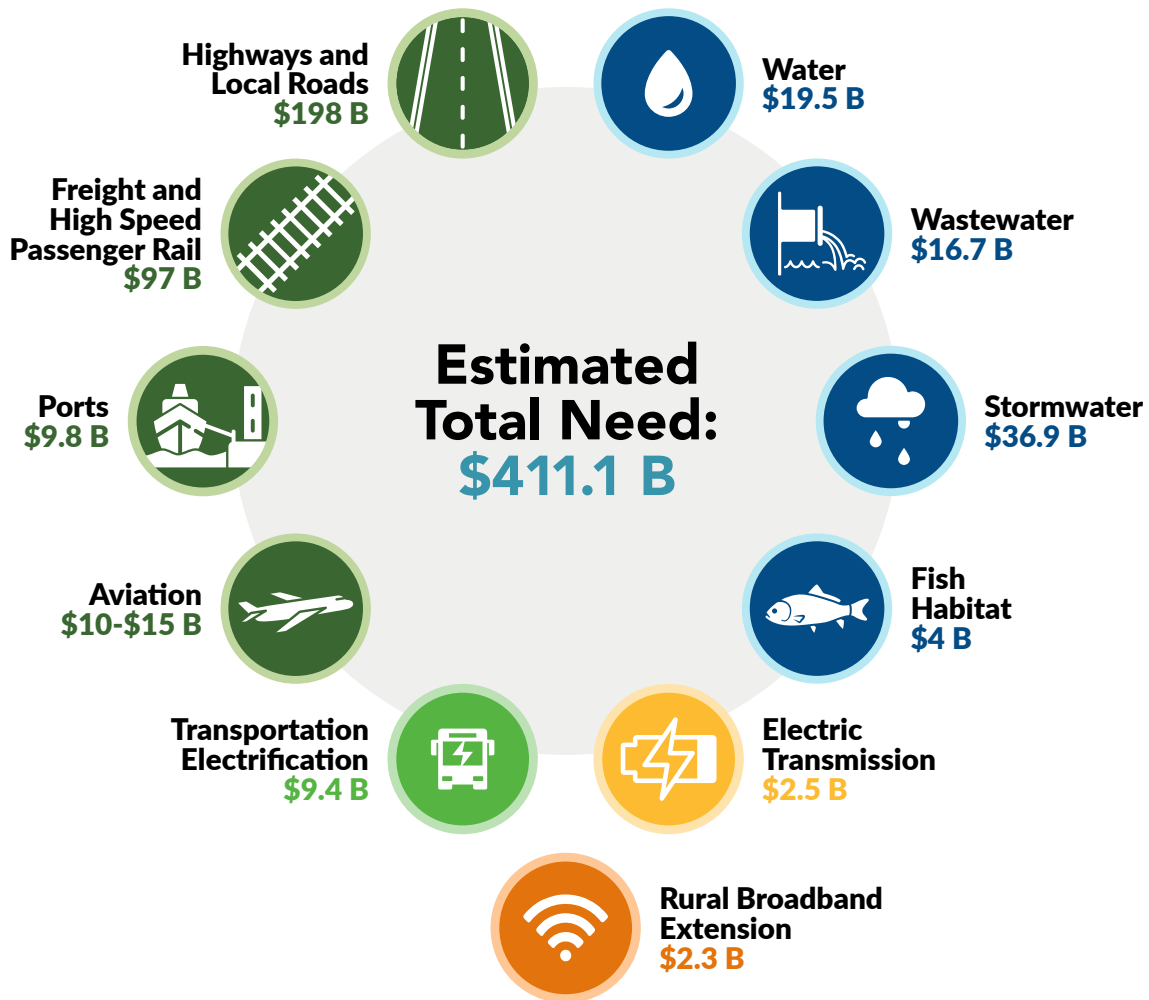 Highways and
Local Roads
$198 B
Water
$19.5 B
Freight and
High Speed
Passenger Rail
$97 B
Wastewater
$16.7 B
Estimated
Total Need:
$411.1 B
Ports
$9.8 B
Stormwater
$36.9 B
Aviation
$10-$15 B
Fish
Habitat
$4 B
Transportation
Electrification
$9.4 B
Electric
Transmission
$2.5 B
Rural Broadband
Extension
$2.3 B